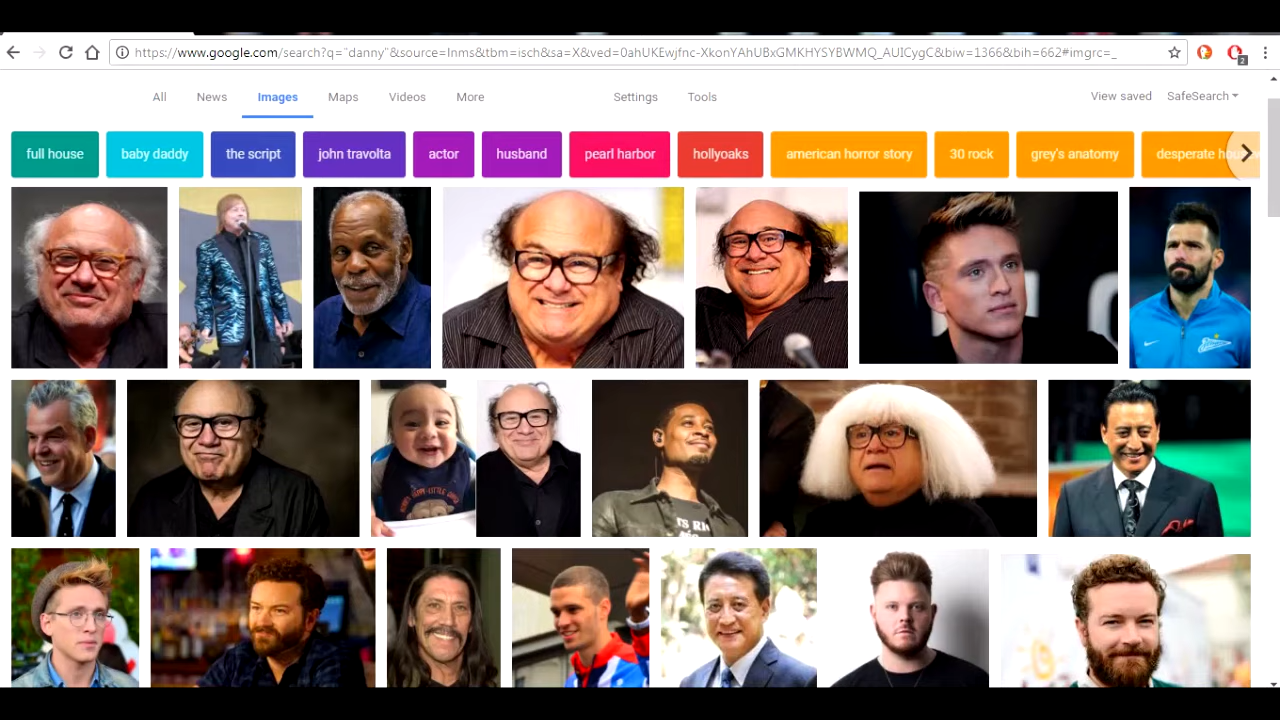 https://www.google.com/search?q="danny"&source=lnms&tbm=isch&sa=X&ved=0ahUKEwjfnc-XkonYAhUBxGMKHYSYBWMQ_AUICygC&biw=1366&bih=662#imgrc=_
2
All News Images Maps Videos More Settings Tools View saved SafeSearch
full house baby daddy the script john travolta actor husband pearl harbor hollyoaks american horror story 30 rock grey's anatomy desperate